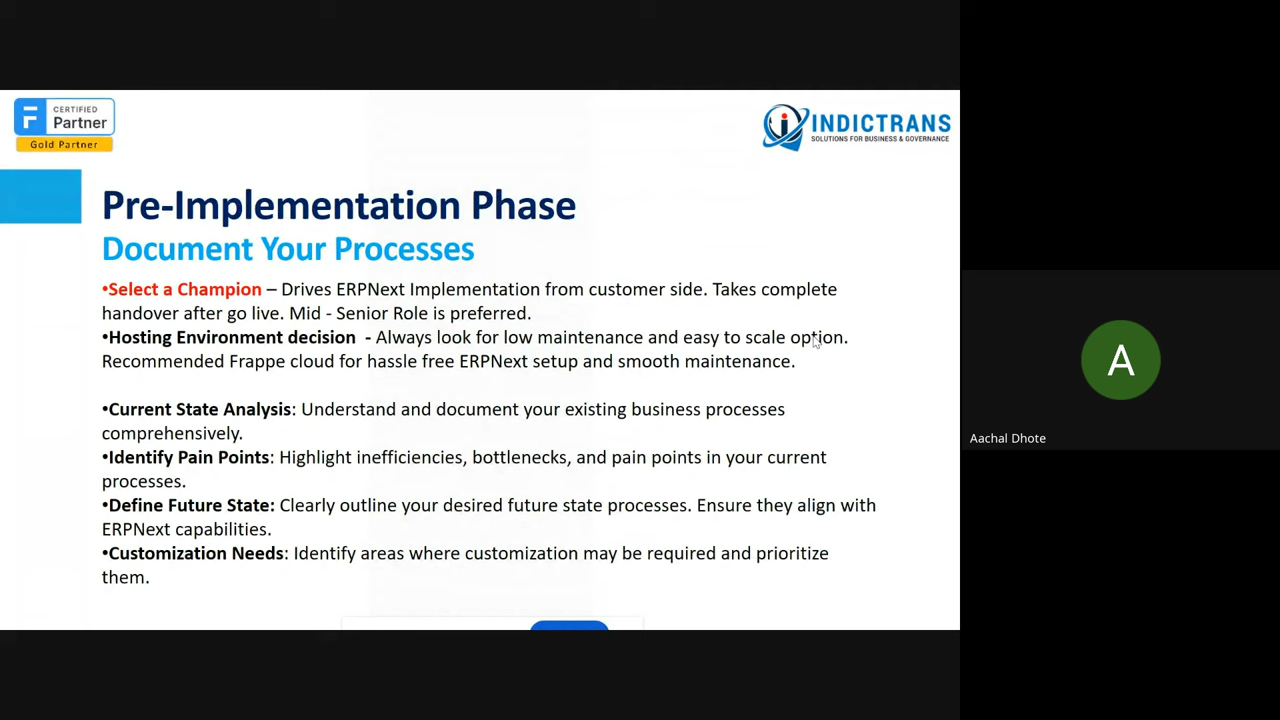 F CERTIFIED
Partner
Gold Partner
INDICTRANS
SOLUTIONS FOR BUSINESS & GOVERNANCE
Pre-Implementation Phase
Document Your Processes
•Select a Champion – Drives ERPNext Implementation from customer side. Takes complete
handover after go live. Mid - Senior Role is preferred.
•Hosting Environment decision - Always look for low maintenance and easy to scale option.
Recommended Frappe cloud for hassle free ERPNext setup and smooth maintenance.
•Current State Analysis: Understand and document your existing business processes
comprehensively.
•Identify Pain Points: Highlight inefficiencies, bottlenecks, and pain points in your current
processes.
•Define Future State: Clearly outline your desired future state processes. Ensure they align with
ERPNext capabilities.
•Customization Needs: Identify areas where customization may be required and prioritize
them.
A
Aachal Dhote